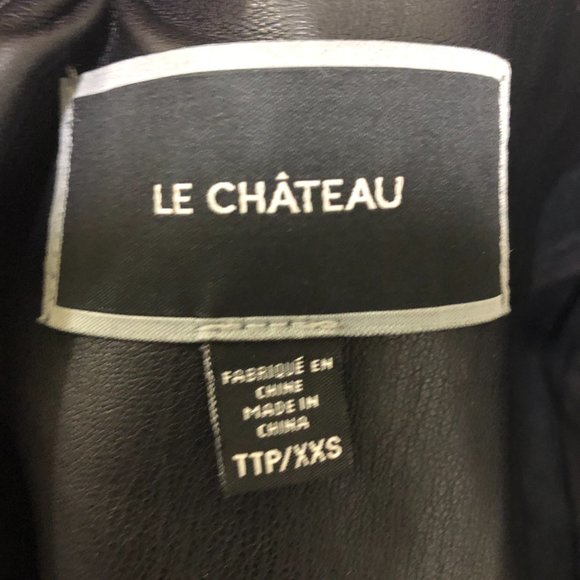 LE CHÂTEAU
FABRIQUÉ EN
CHINE
MADE IN
CHINA
TTP/XXS